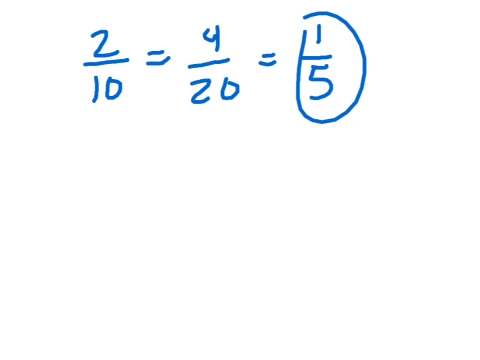 2/10 = 4/20 = 1/5